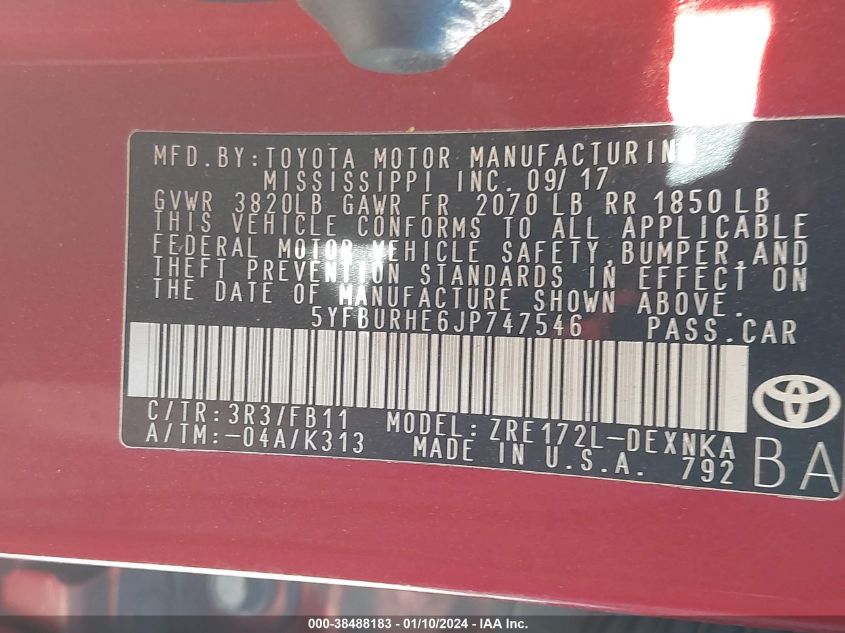 MFD.BY:TOYOTA MOTOR MANUFACTURING
MISSISSIPPI INC. 09/17
GVWR 3820LB GAWR FR 2070 LB RR 1850 LB
THIS VEHICLE CONFORMS TO ALL APPLICABLE
FEDERAL MOTOR VEHICLE SAFETY,BUMPER,AND
THEFT PREVENTION STANDARDS IN EFFECT ON
THE DATE OF MANUFACTURE SHOWN ABOVE.
5YFBURHE6JP747546 PASS.CAR
C/TR:3R3/FB11 MODEL:ZRE172L-DEXNKA
A/TM:-04A/K313 MADE IN U.S.A. 792
BA
000-38488183 - 01/10/2024 - IAA Inc.